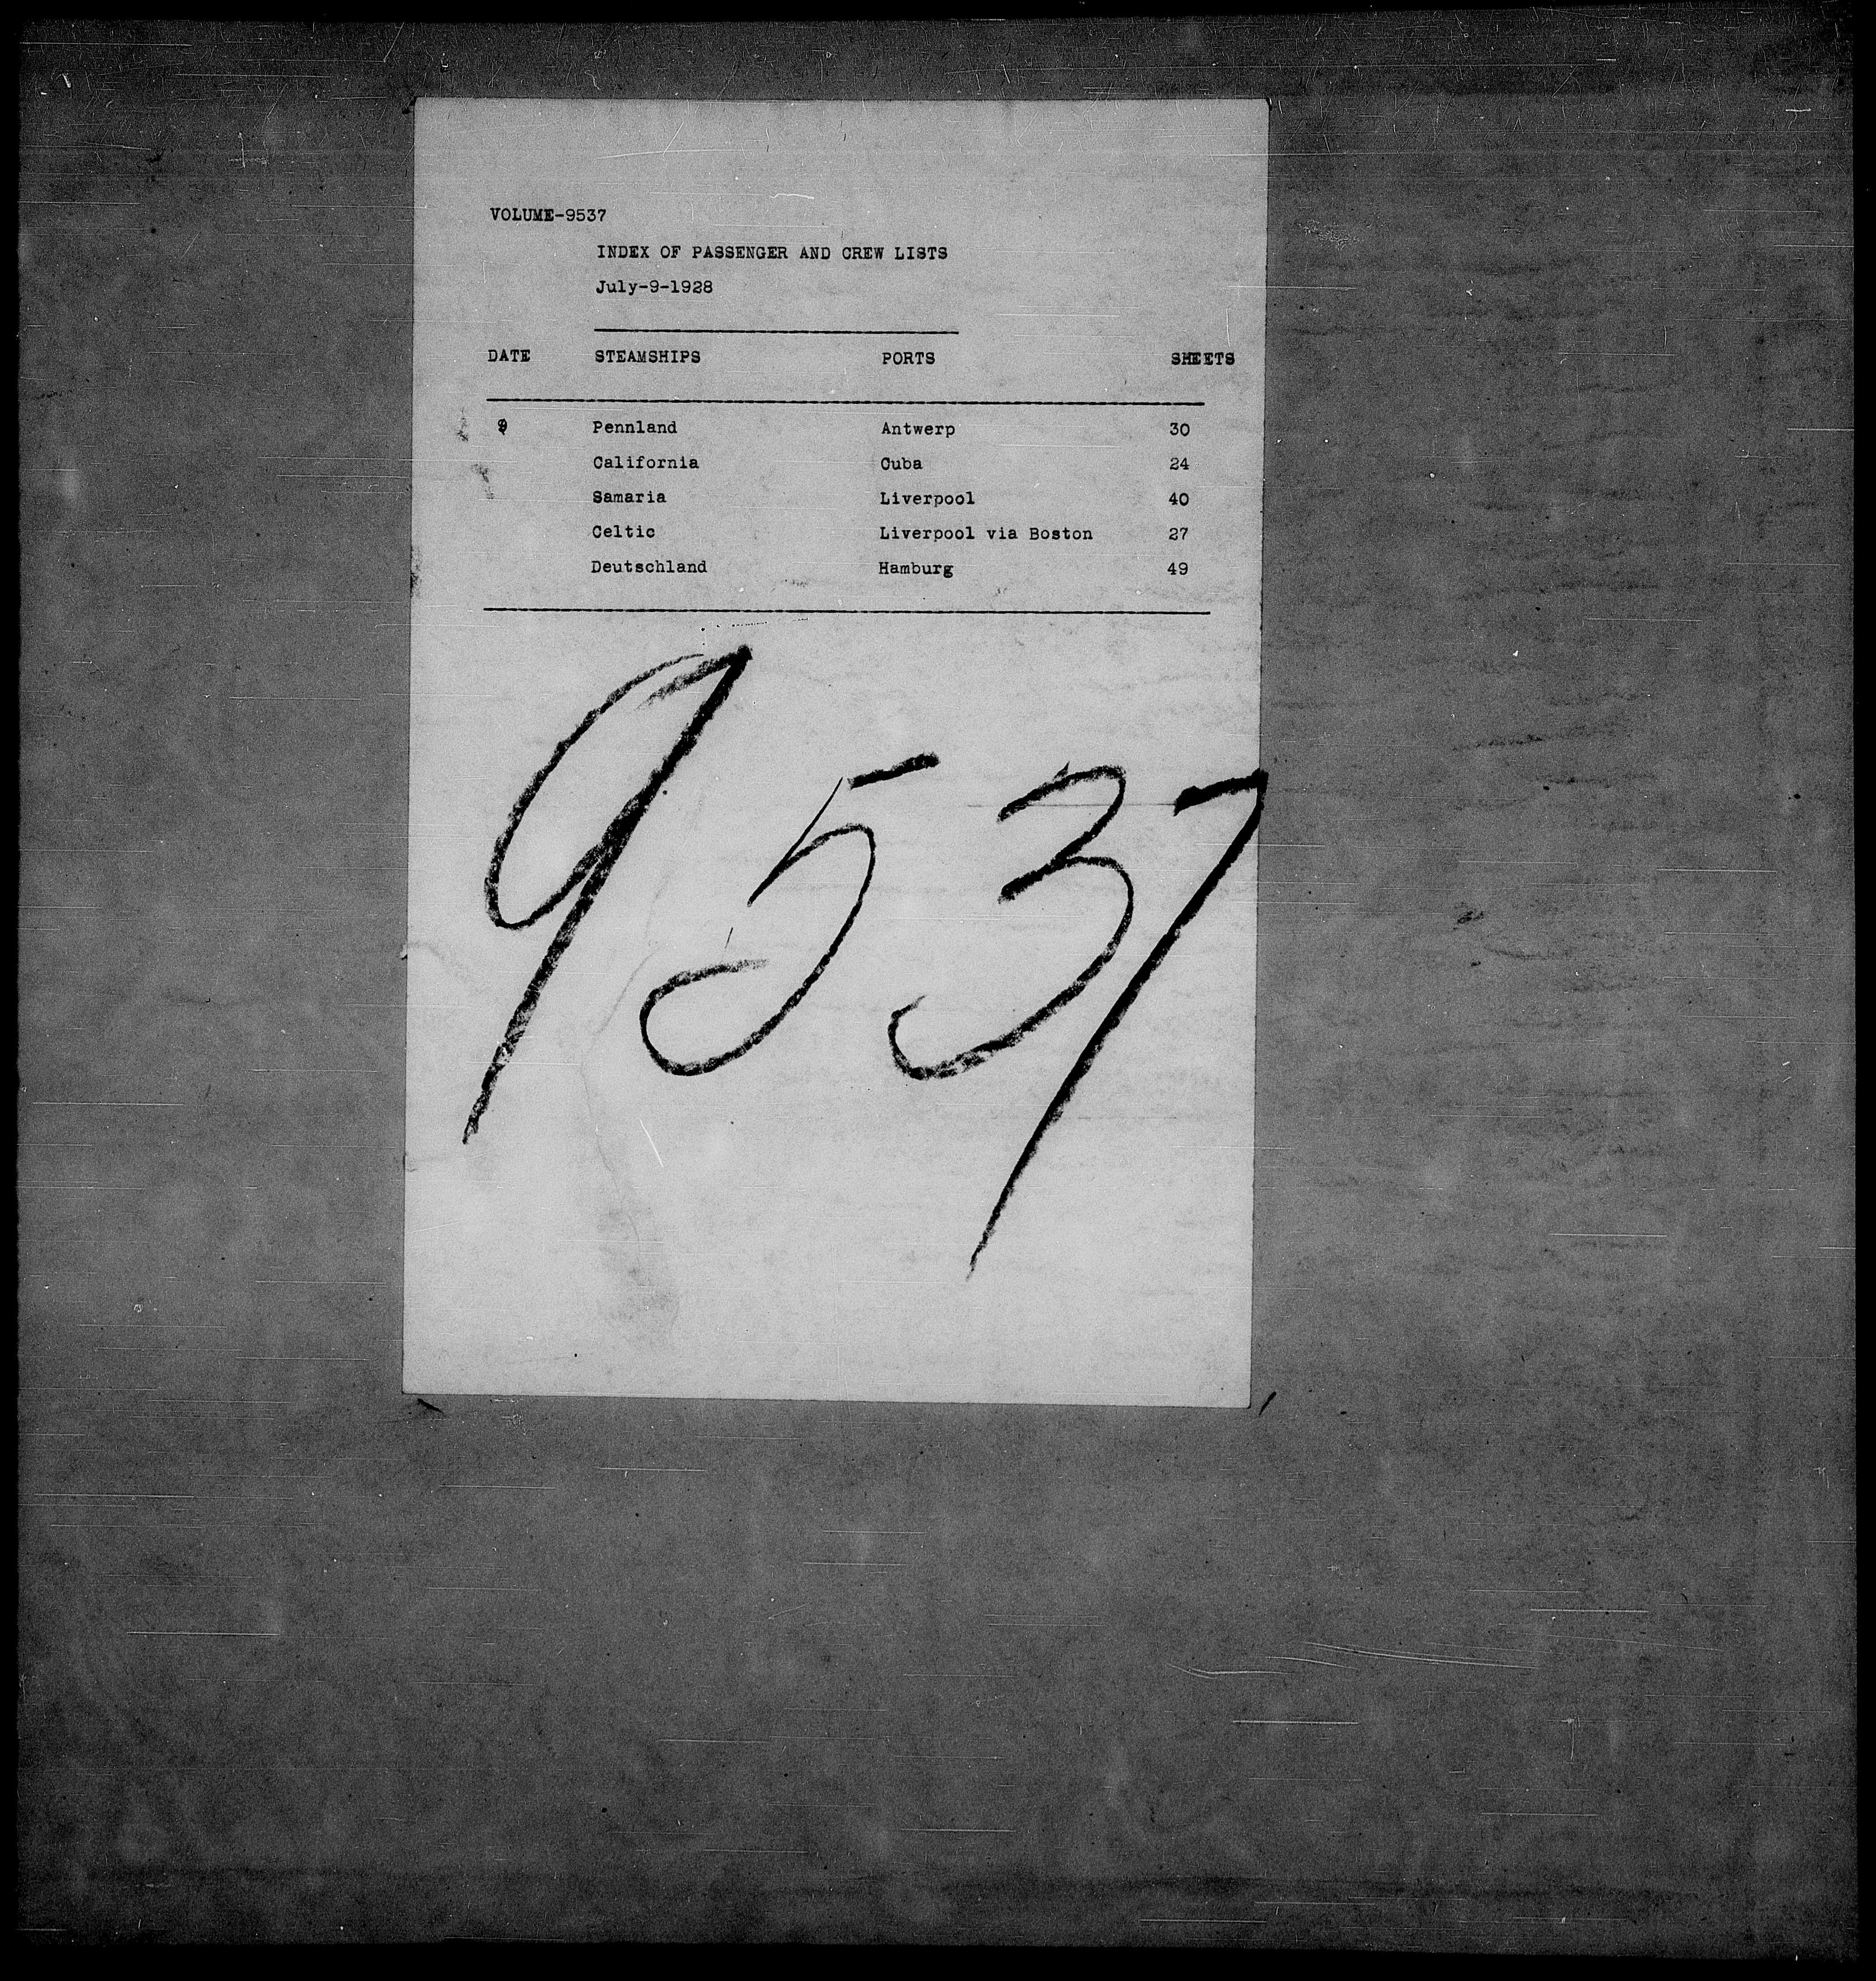 VOLUME-9537
INDEX OF PASSENGER AND CREW LISTS
July-9-1928
DATE STEAMSHIPS PORTS SHEETS
9 Pennland Antwerp 30
California Cuba 24
Samaria Liverpool 40
Celtic Liverpool via Boston 27
Deutschland Hamburg 49
9537